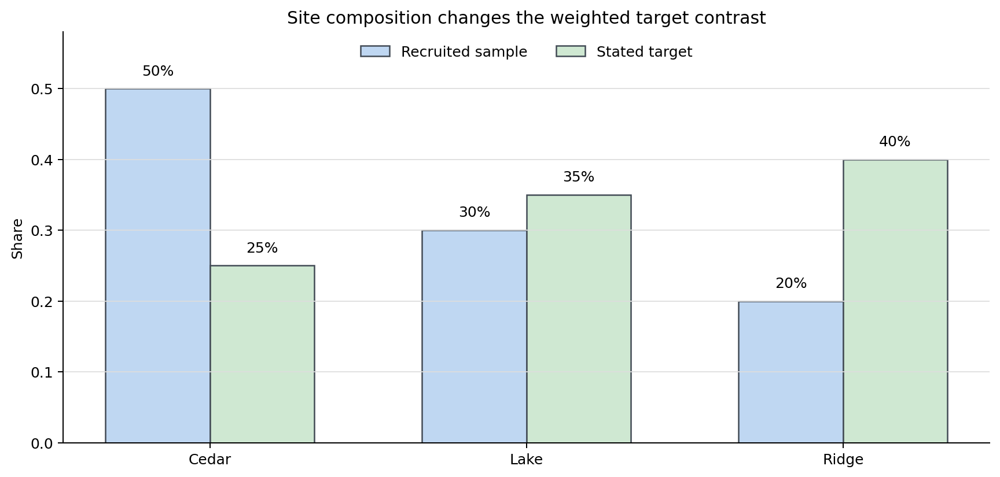 Site composition changes the weighted target contrast
Recruited sample
Stated target
Share
0.5
0.4
0.3
0.2
0.1
0.0
50%
25%
30%
35%
20%
40%
Cedar
Lake
Ridge